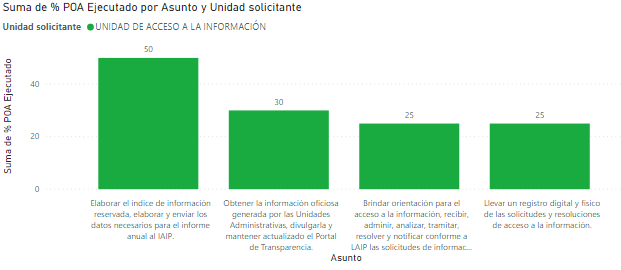 Suma de % POA Ejecutado por Asunto y Unidad solicitante
Unidad solicitante UNIDAD DE ACCESO A LA INFORMACIÓN
Suma de % POA Ejecutado
40
20
0
50
30
25
25
Elaborar el indice de información
reservada, elaborar y enviar los
datos necesarios para el informe
anual al IAIP.
Obtener la información oficiosa
generada por las Unidades
Administrativas, divulgarla y
mantener actualizado el Portal
de Transparencia.
Brindar orientación para el
acceso a la información, recibir,
adminir, analizar, tramitar,
resolver y notificar conforme a
LAIP las solicitudes de informac...
Llevar un registro digital y físico
de las solicitudes y resoluciones
de acceso a la información.
Asunto